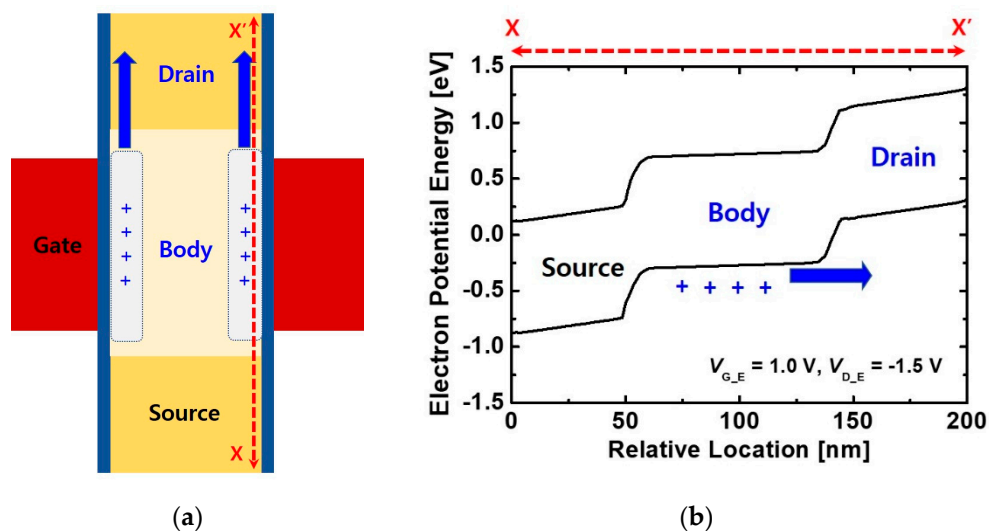 X′
Drain
+ +
+ +
Gate
Body
+ +
+ +
Source
X
(a)
X X′
Electron Potential Energy [eV]
1.5
1.0
0.5
0.0
-0.5
-1.0
-1.5
Drain
Body
Source
+ + + +
V_G_E = 1.0 V, V_D_E = -1.5 V
0 50 100 150 200
Relative Location [nm]
(b)